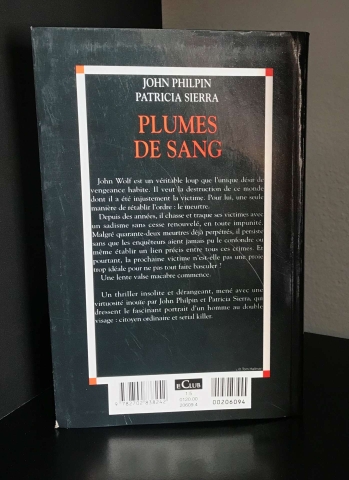 JOHN PHILPIN
PATRICIA SIERRA
PLUMES
DE SANG
John Wolf est un véritable loup que l'unique désir de
vengeance habite. Il veut la destruction de ce monde
dont il a été injustement la victime. Pour lui, une seule
manière de rétablir l'ordre : le meurtre.
Depuis des années, il chasse et traque ses victimes avec
un sadisme sans cesse renouvelé, en toute impunité.
Malgré quarante-deux meurtres déjà perpétrés, il persiste
sans que les enquêteurs aient jamais pu le confondre ou
même établir un lien précis entre tous ces crimes. Et
pourtant, la prochaine victime n'est-elle pas une proie
trop idéale pour ne pas tout faire basculer !
Une lente valse macabre commence.
Un thriller insolite et dérangeant, mené avec une
virtuosité inouïe par John Philpin et Patricia Sierra, qui
dressent le fascinant portrait d'un homme au double
visage : citoyen ordinaire et serial killer.
LE CLUB
00206094